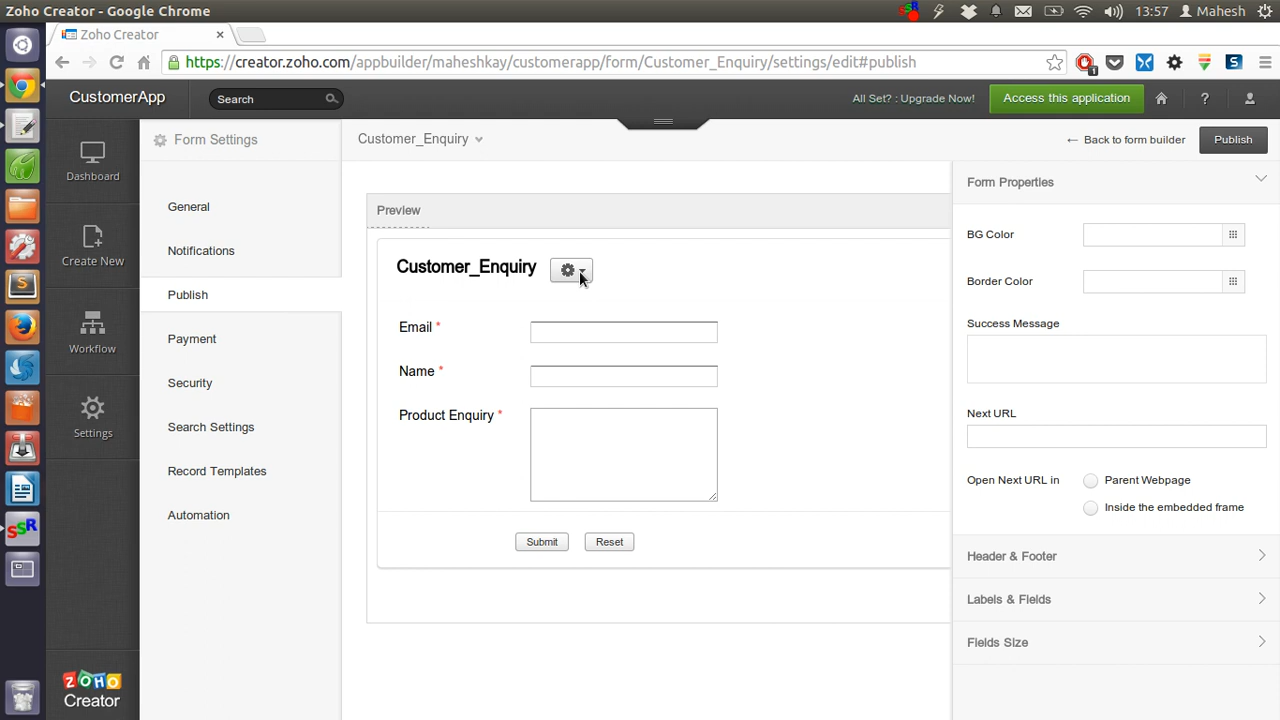 Zoho Creator - Google Chrome
13:57 Mahesh
Zoho Creator
https://creator.zoho.com/appbuilder/maheshkay/customerapp/form/Customer_Enquiry/settings/edit#publish
1
CustomerApp
Search
All Set? : Upgrade Now!
Access this application
?
Dashboard
Create New
Workflow
Settings
ZOHO
Creator
Form Settings
General
Notifications
Publish
Payment
Security
Search Settings
Record Templates
Automation
Customer_Enquiry
← Back to form builder
Publish
Preview
Customer_Enquiry
Email *
Name *
Product Enquiry *
Submit
Reset
Form Properties
BG Color
Border Color
Success Message
Next URL
Open Next URL in
Parent Webpage
Inside the embedded frame
Header & Footer
Labels & Fields
Fields Size